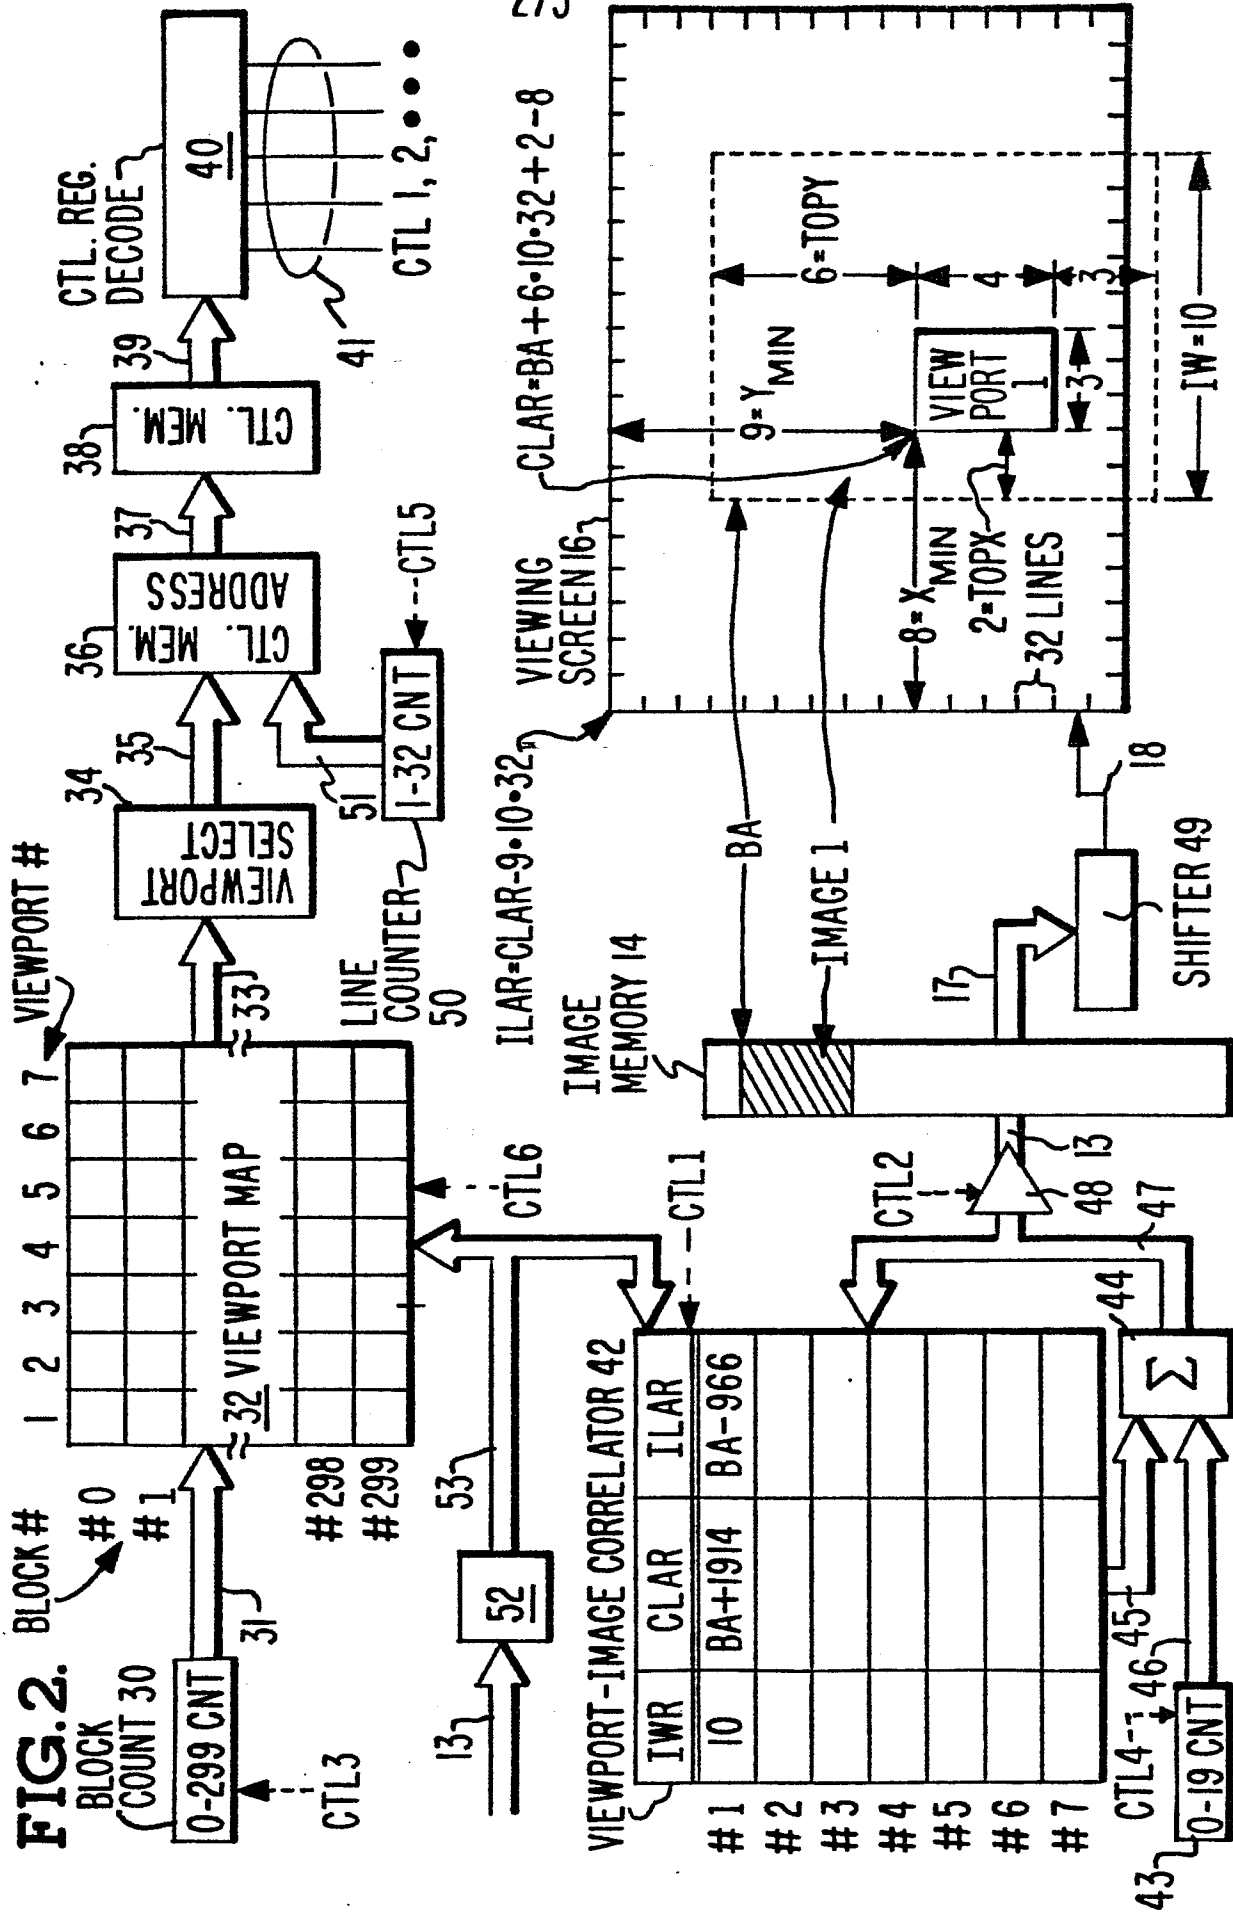 2/3
FIG.2.
BLOCK
COUNT 30
0-299 CNT
CTL3
31
BLOCK #
#0
#1
#298
#299
VIEWPORT #
1 2 3 4 5 6 7
32 VIEWPORT MAP
33
CTL6
13
52
53
VIEWPORT
SELECT
34
35
CTL. MEM.
ADDRESS
36
37
51
1-32 CNT
CTL5
LINE
COUNTER
50
CTL. MEM.
38
39
CTL. REG.
DECODE
40
41
CTL 1, 2,
VIEWPORT-IMAGE CORRELATOR 42
IWR CLAR ILAR
#1 10 BA+1914 BA-966
#2
#3
#4
#5
#6
#7
CTL1
CTL4
0-19 CNT
43
46
45
Σ
44
47
48
CTL2
13
IMAGE
MEMORY 14
BA
IMAGE 1
17
SHIFTER 49
18
ILAR=CLAR-9•10•32
VIEWING
SCREEN 16
CLAR=BA+6•10•32+2-8
9=YMIN
6=TOPY
8=XMIN
2=TOPX
32 LINES
VIEW
PORT
1
4
3
3
IW=10